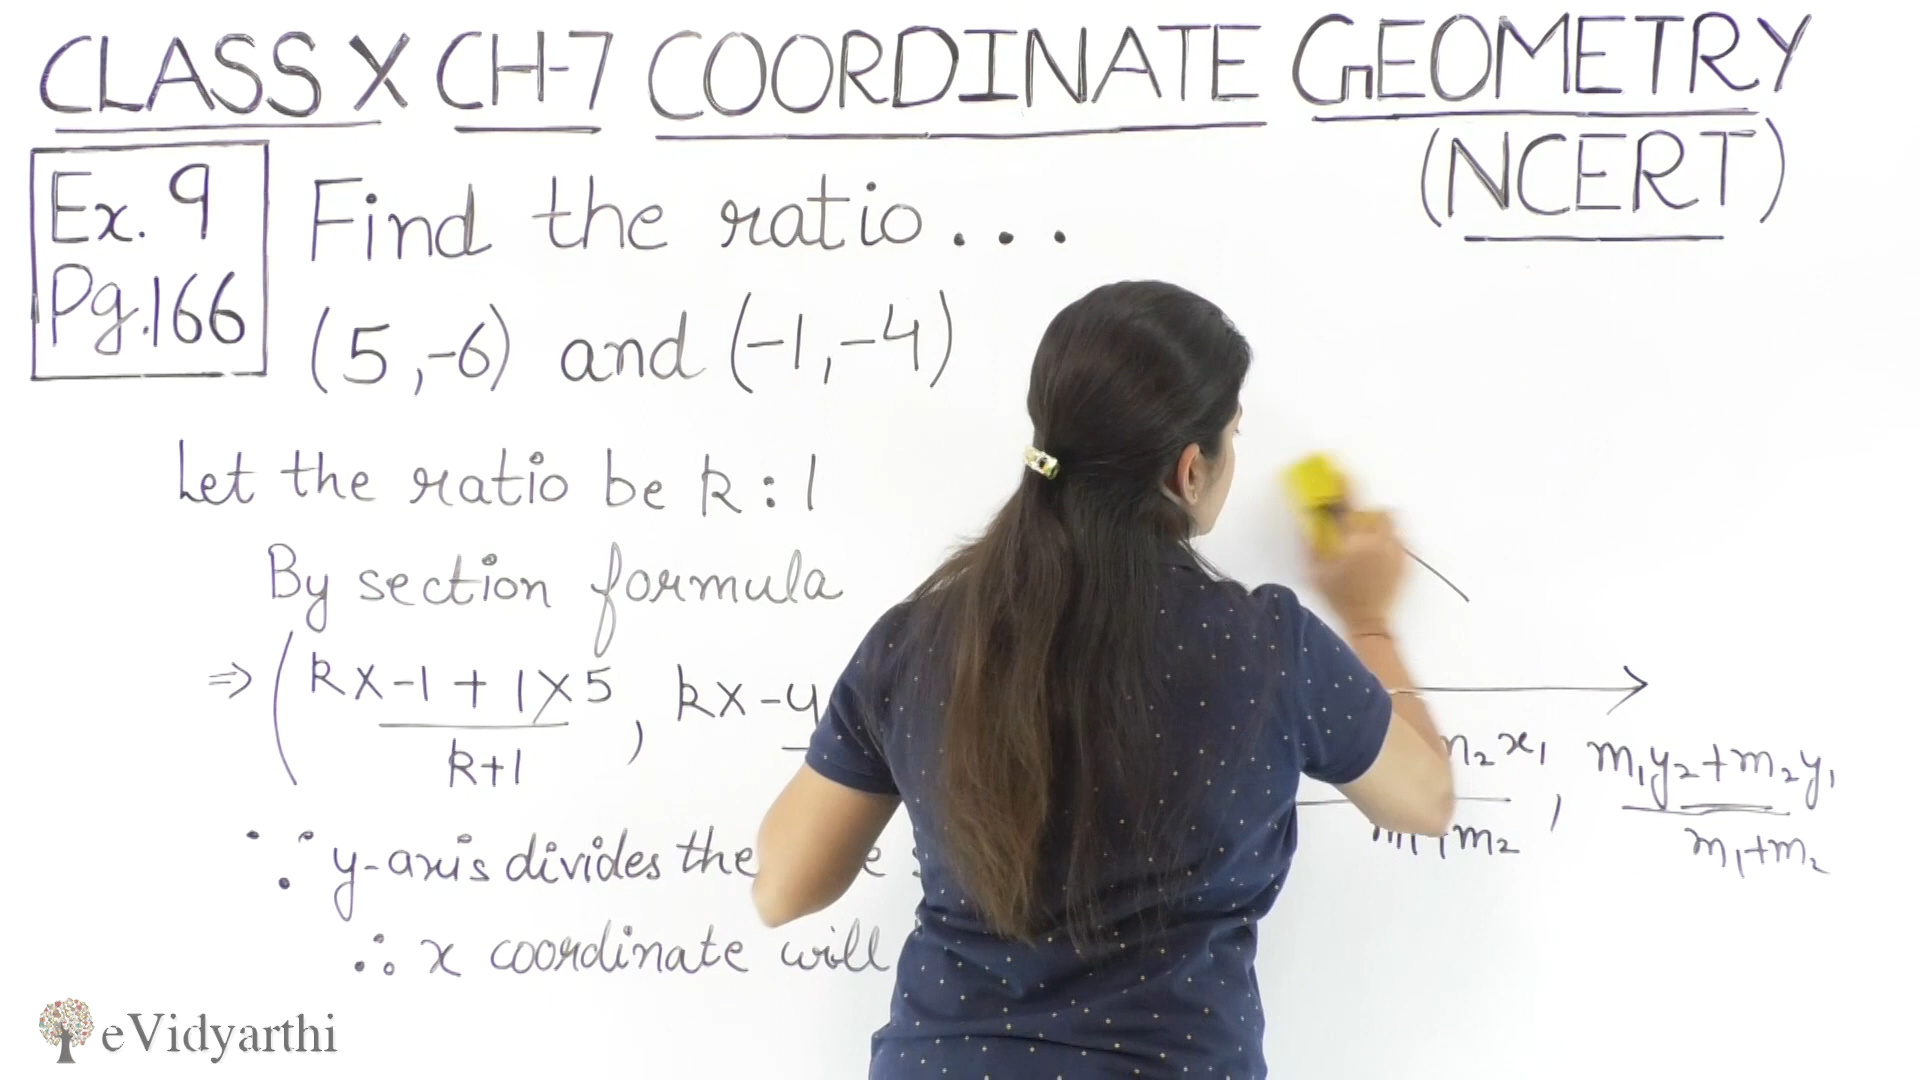 CLASS X CH-7 COORDINATE GEOMETRY
(NCERT)
Ex. 9
Pg.166
Find the ratio...
(5,-6) and (-1,-4)
Let the ratio be k:1
By section formula
⇒ (k×-1+1×5 , k×-4
k+1
∵ y-axis divides the
∴ x coordinate will
x₁ , m₁y₂+m₂y₁
m₂ m₁+m₂
eVidyarthi